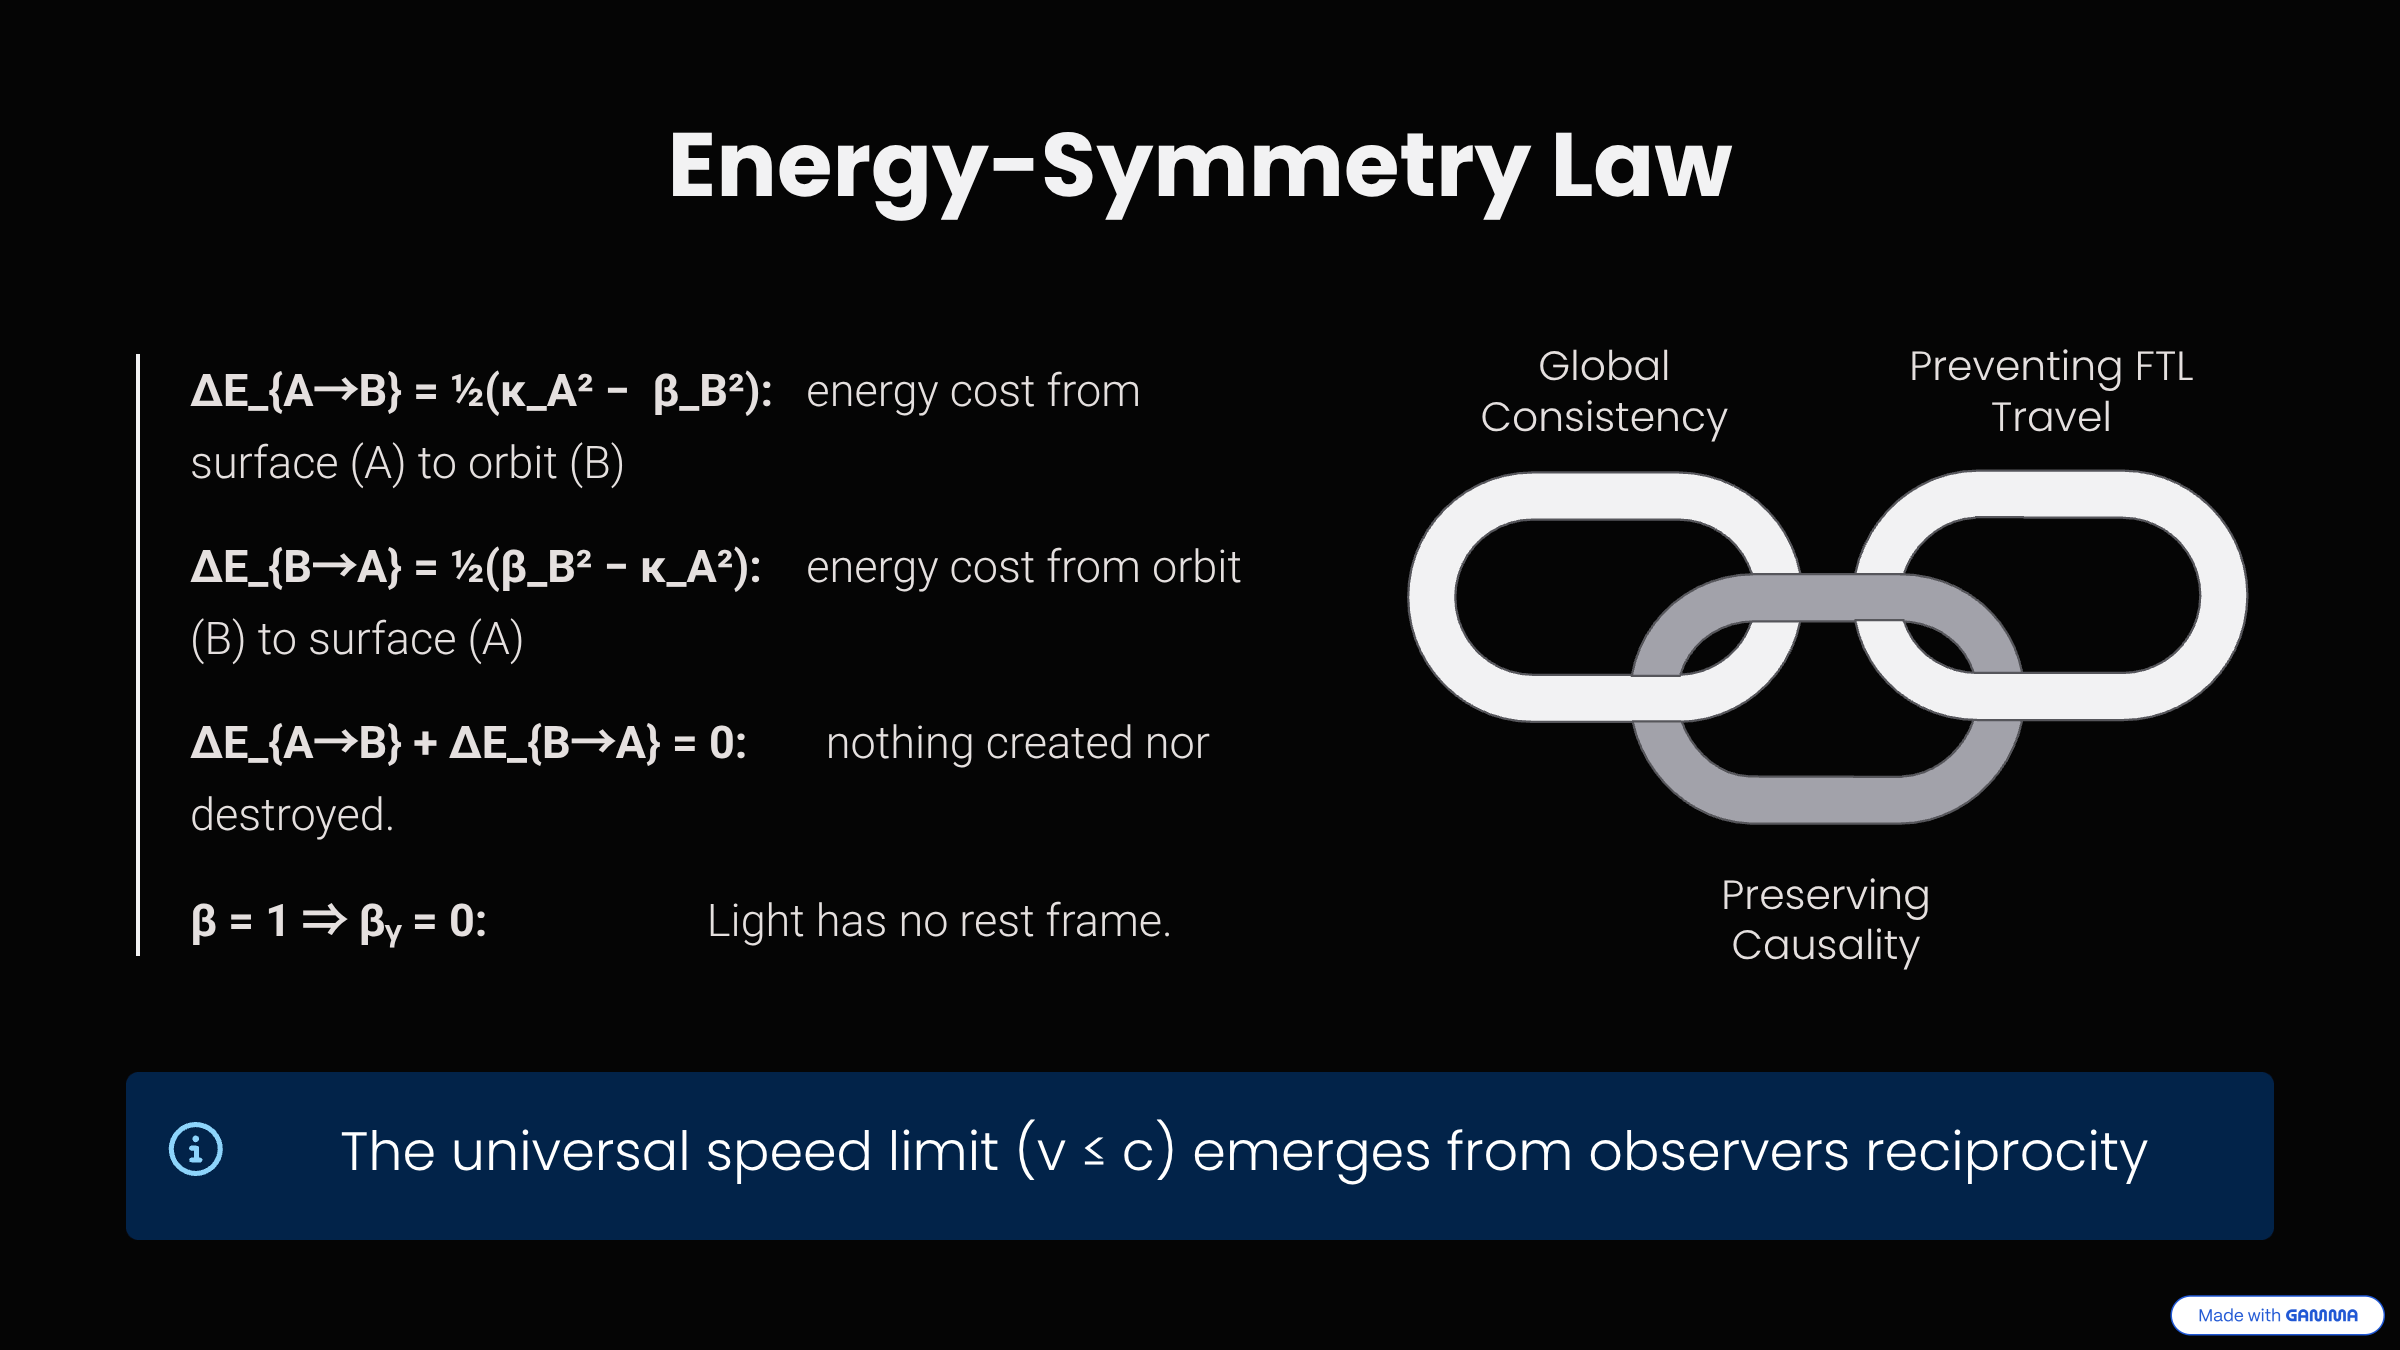 Energy-Symmetry Law
ΔE_{A→B} = ½(κ_A² − β_B²): energy cost from
surface (A) to orbit (B)
ΔE_{B→A} = ½(β_B² − κ_A²): energy cost from orbit
(B) to surface (A)
ΔE_{A→B} + ΔE_{B→A} = 0: nothing created nor
destroyed.
β = 1 ⇒ βᵧ = 0: Light has no rest frame.
Global
Consistency
Preventing FTL
Travel
Preserving
Causality
The universal speed limit (v ≤ c) emerges from observers reciprocity
Made with GAMMA